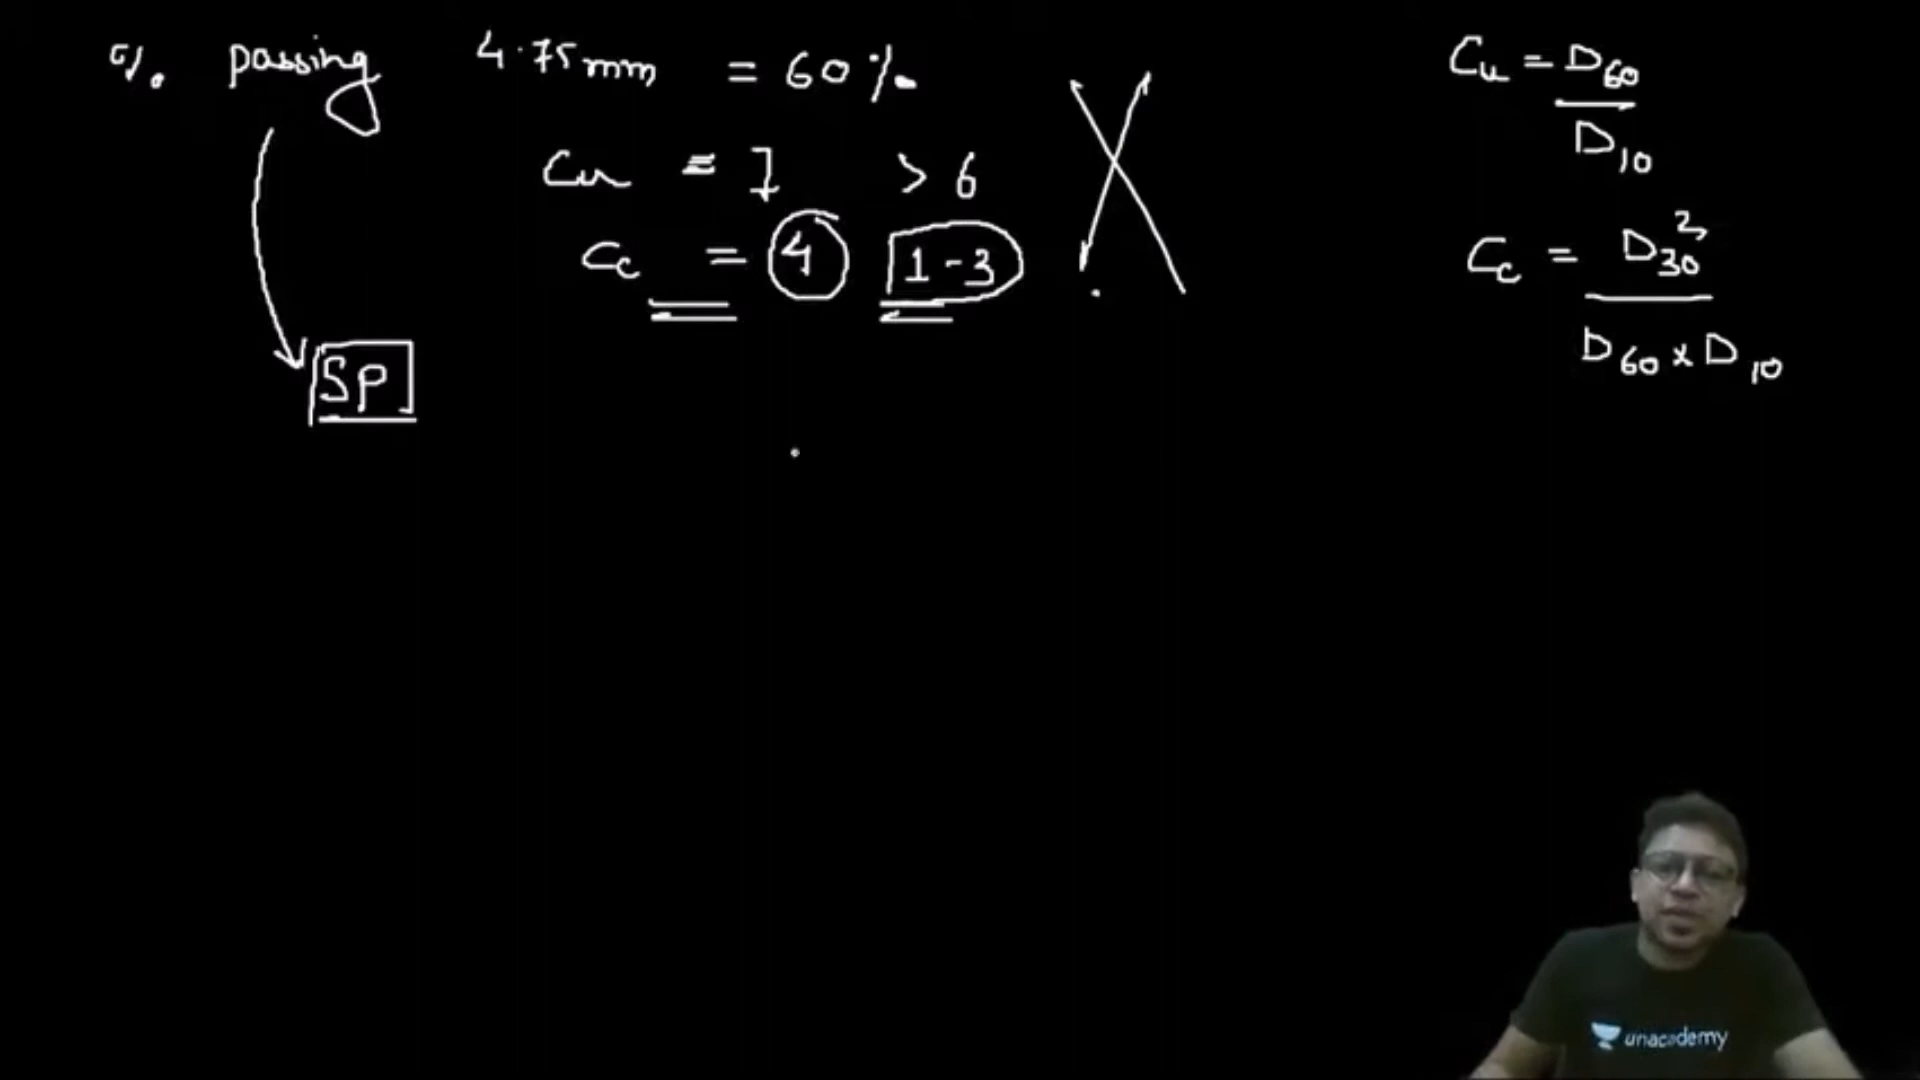 % passing 4.75mm = 60%
Cu = 7 > 6
Cc = 4 1-3
SP
Cu = D60
D10
Cc = D30²
D60 x D10
unacademy